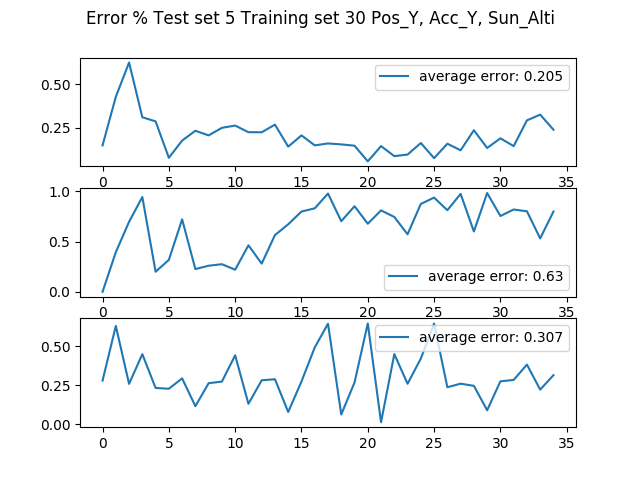 Error % Test set 5 Training set 30 Pos_Y, Acc_Y, Sun_Alti
average error: 0.205
0.50
0.25
0 5 10 15 20 25 30 35
1.0
0.5
0.0
average error: 0.63
0 5 10 15 20 25 30 35
average error: 0.307
0.50
0.25
0.00
0 5 10 15 20 25 30 35